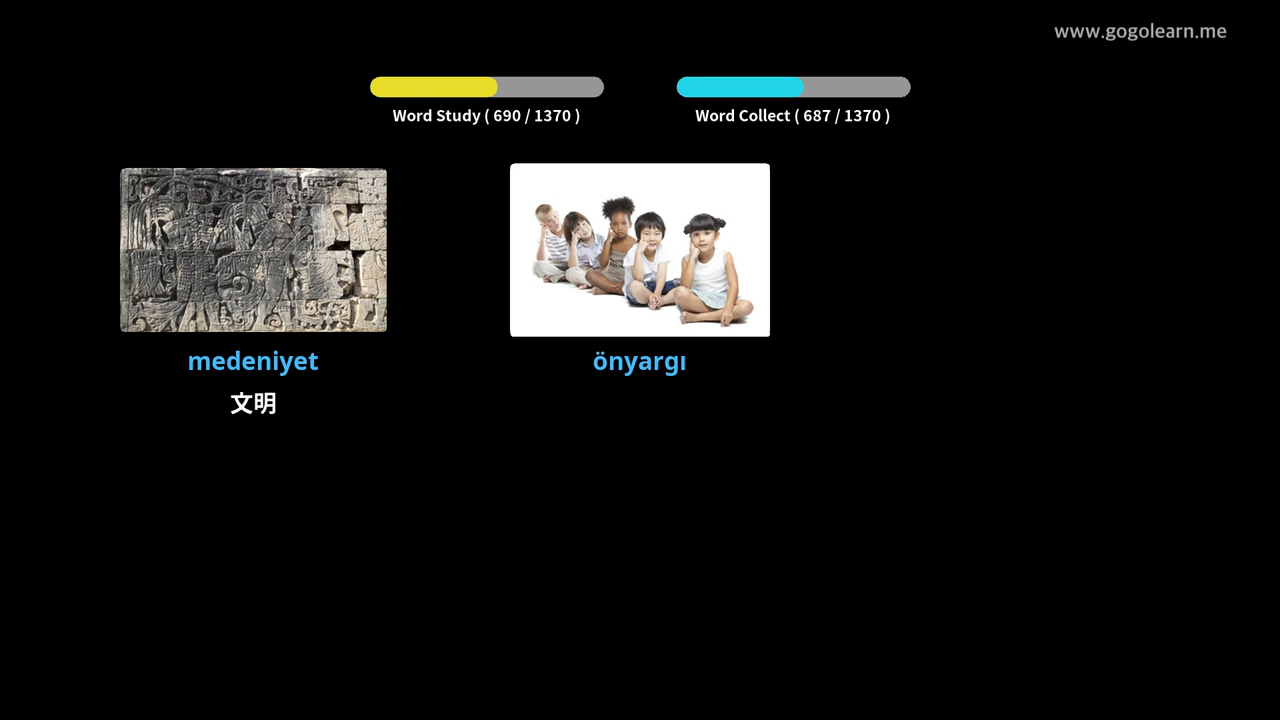 www.gogolearn.me
Word Study ( 690 / 1370 )
Word Collect ( 687 / 1370 )
medeniyet
önyargı
文明